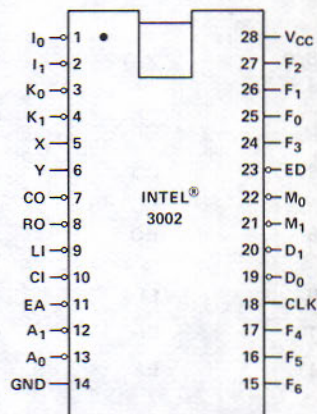 I0 1 28 VCC
I1 2 27 F2
K0 3 26 F1
K1 4 25 F0
X 5 24 F3
Y 6 23 ED
CO 7 INTEL® 22 M0
RO 8 3002 21 M1
LI 9 20 D1
CI 10 19 D0
EA 11 18 CLK
A1 12 17 F4
A0 13 16 F5
GND 14 15 F6